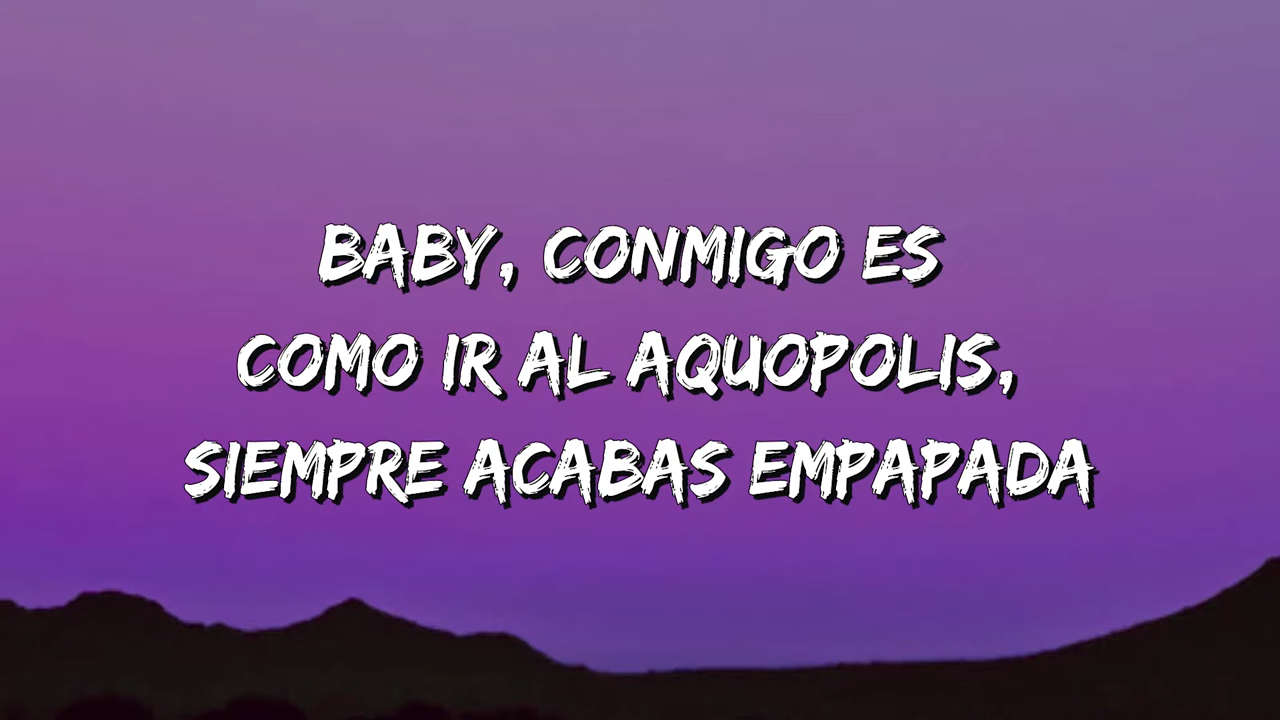 BABY, CONMIGO ES
COMO IR AL AQUOPOLIS,
SIEMPRE ACABAS EMPAPADA